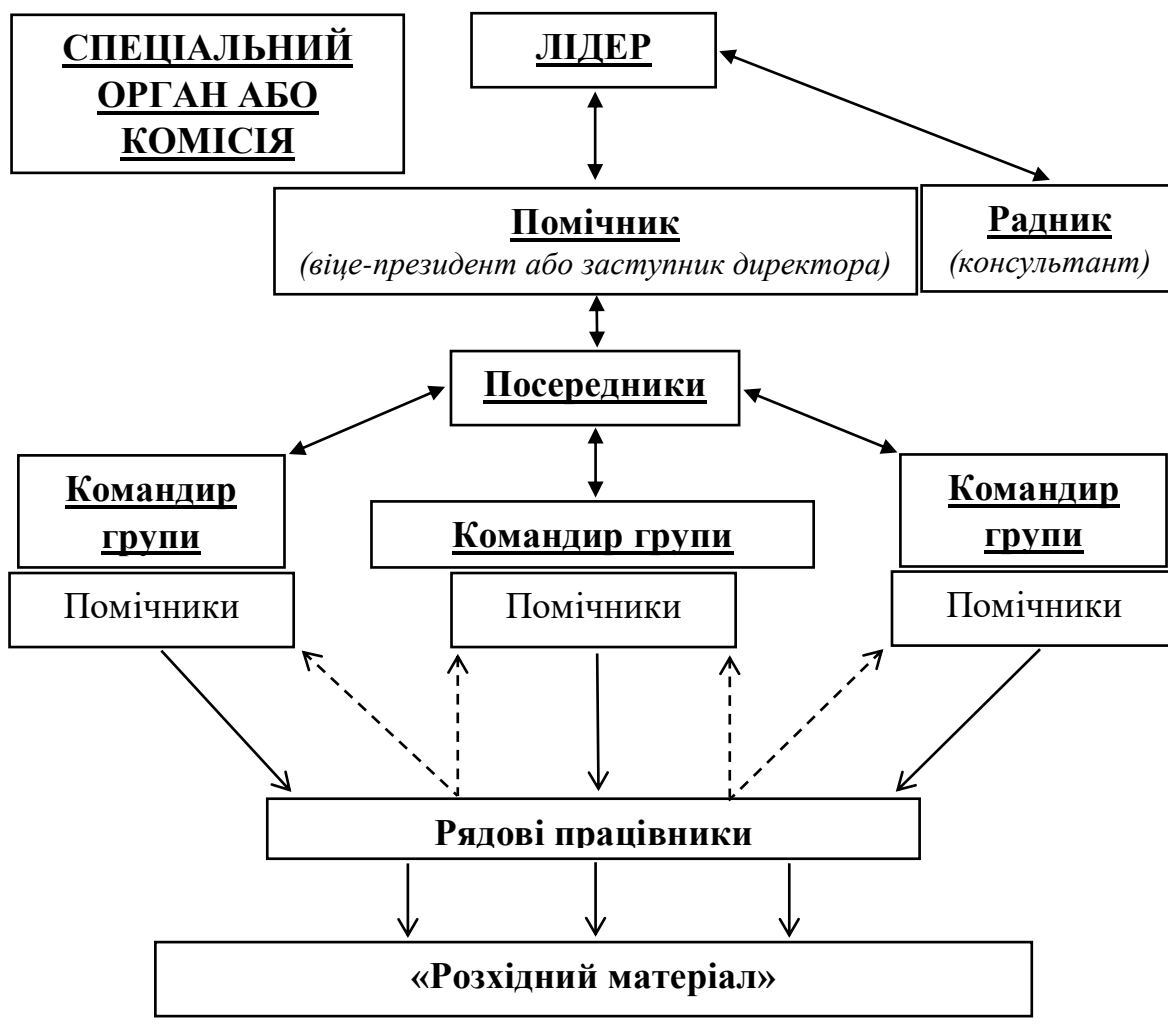 СПЕЦІАЛЬНИЙ
ОРГАН АБО
КОМІСІЯ
ЛІДЕР
Помічник
(віце-президент або заступник директора)
Радник
(консультант)
Посередники
Командир
групи
Командир групи
Командир
групи
Помічники
Помічники
Помічники
Рядові працівники
«Розхідний матеріал»